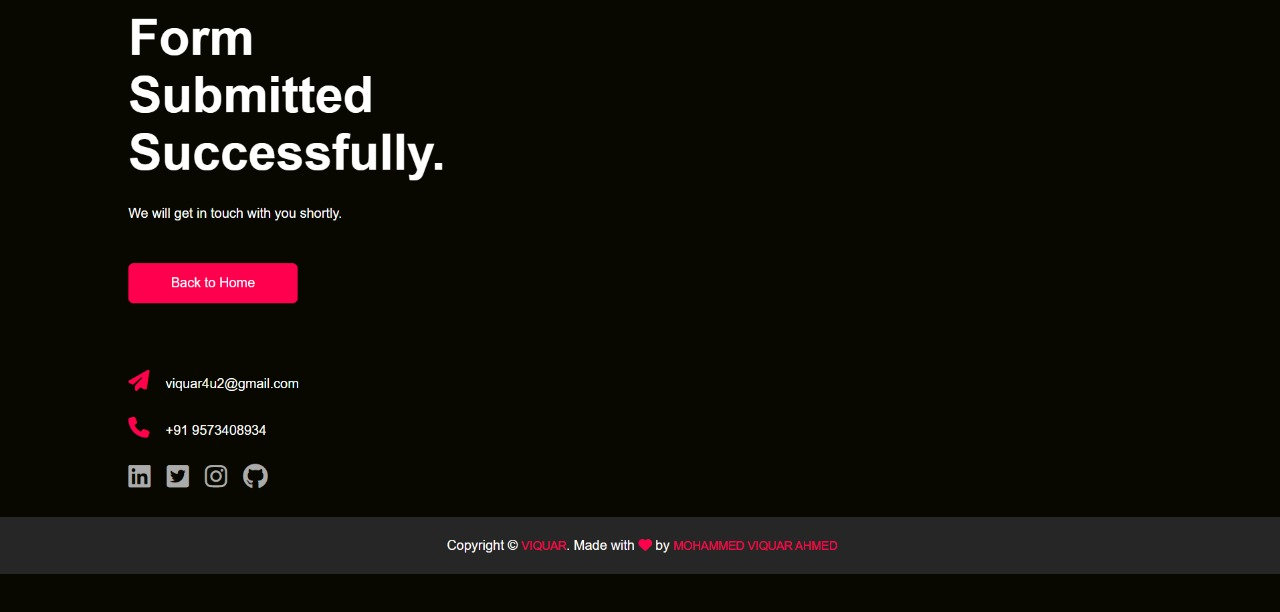 Form
Submitted
Successfully.
We will get in touch with you shortly.
Back to Home
viquar4u2@gmail.com
+91 9573408934
in
Copyright © VIQUAR. Made with by MOHAMMED VIQUAR AHMED